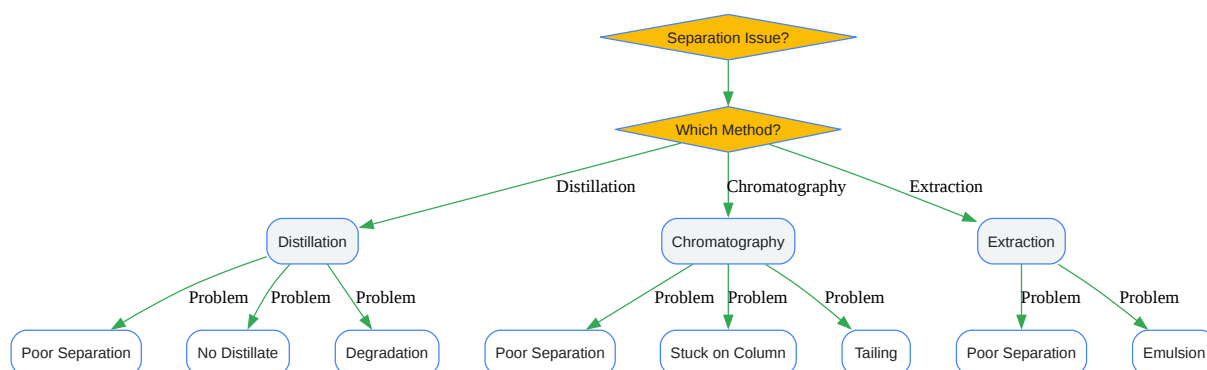 Separation Issue?
Which Method?
Distillation
Chromatography
Extraction
Distillation
Chromatography
Extraction
Problem
Problem
Problem
Problem
Problem
Problem
Problem
Problem
Poor Separation
No Distillate
Degradation
Poor Separation
Stuck on Column
Tailing
Poor Separation
Emulsion